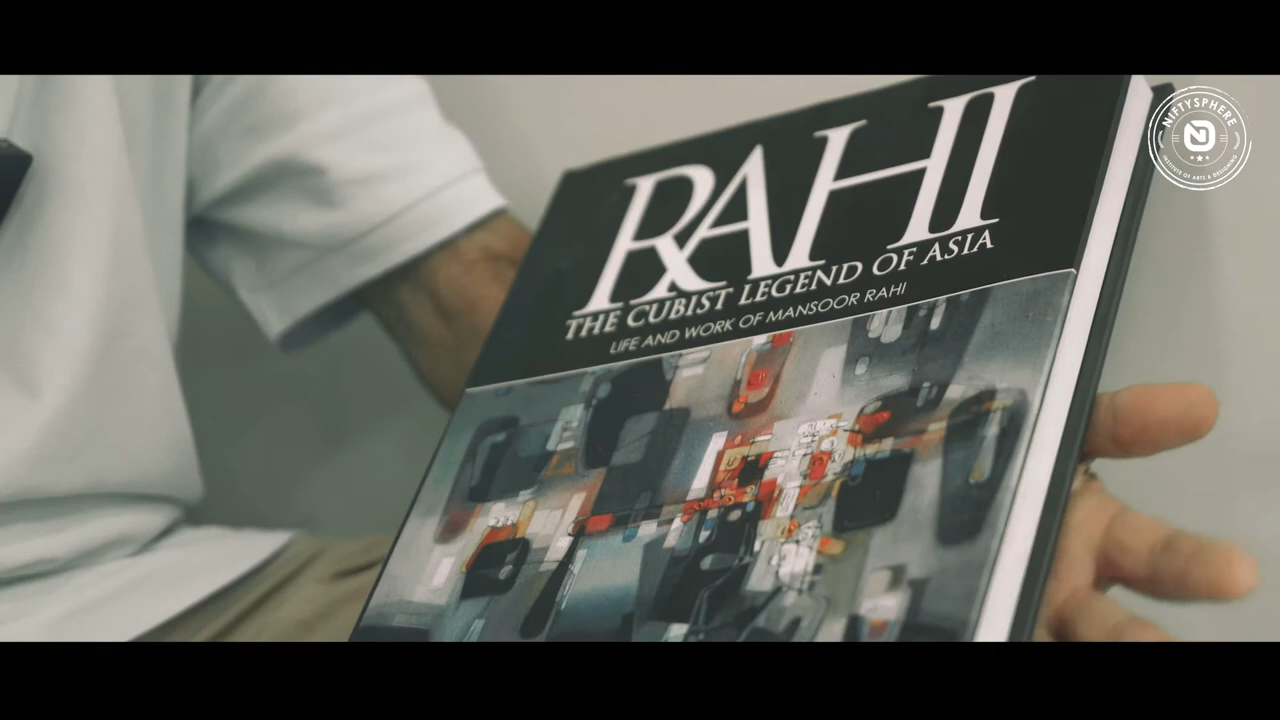 RAHI
THE CUBIST LEGEND OF ASIA
LIFE AND WORK OF MANSOOR RAHI
NIFTYSPHERE
INSTITUTE OF ARTS & DESIGNING